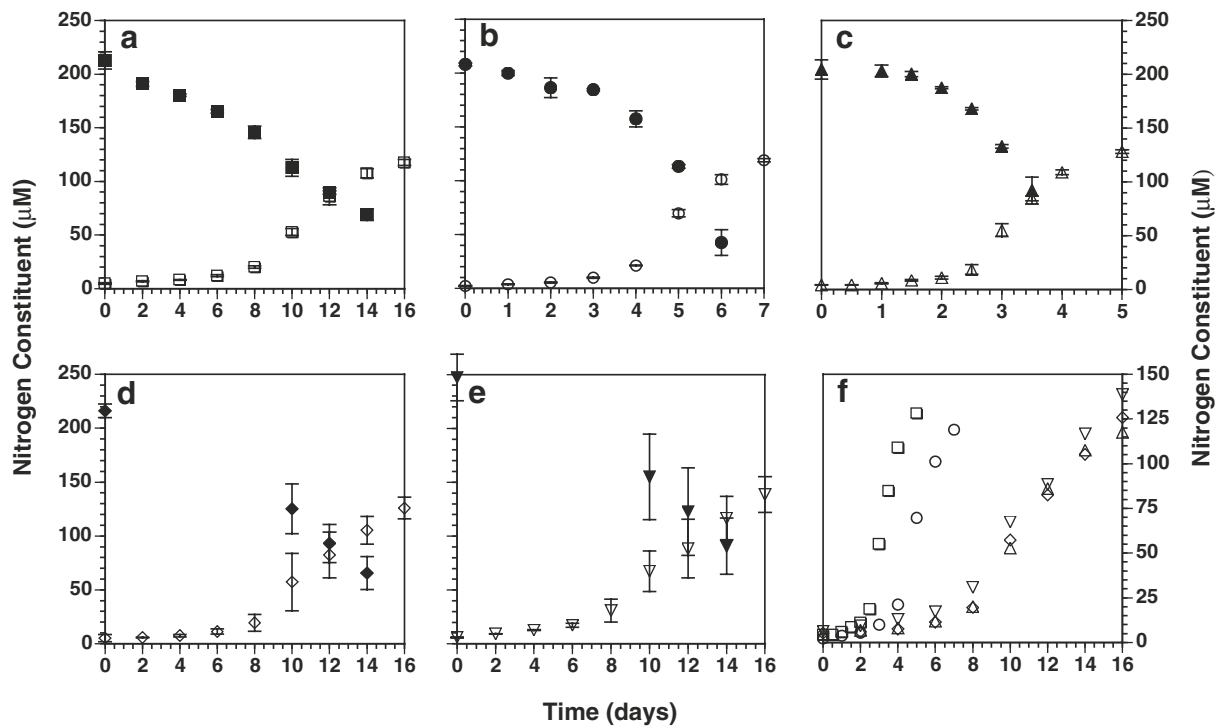 250 200 150 100 50 0
a
0 2 4 6 8 10 12 14 16
b
0 1 2 3 4 5 6 7
c
0 1 2 3 4 5
250 200 150 100 50 0
Nitrogen Constituent (μM)
250 200 150 100 50 0
d
0 2 4 6 8 10 12 14 16
e
0 2 4 6 8 10 12 14 16
f
0 2 4 6 8 10 12 14 16
150 125 100 75 50 25 0
Nitrogen Constituent (μM)
Time (days)